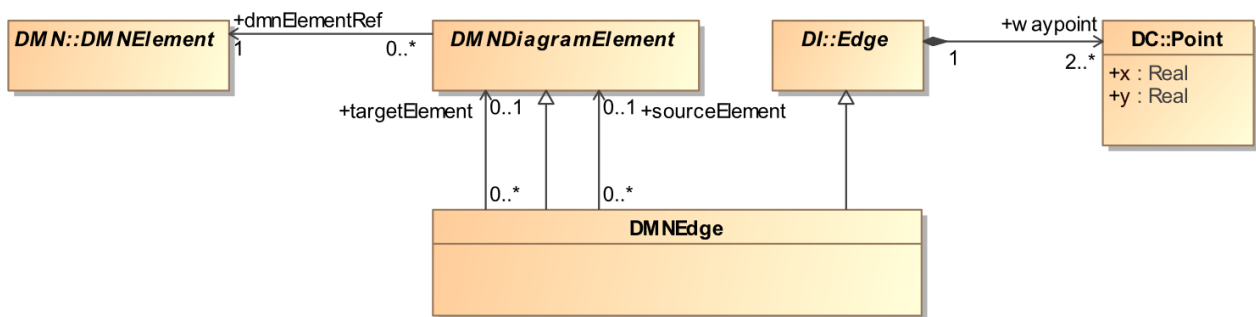 DMN::DMNElement
+dmnElementRef
1
0..*
DMNDiagramElement
DI::Edge
1
+waypoint
2..*
DC::Point
+x : Real
+y : Real
+targetElement
0..1
0..1
+sourceElement
0..*
0..*
DMNEdge